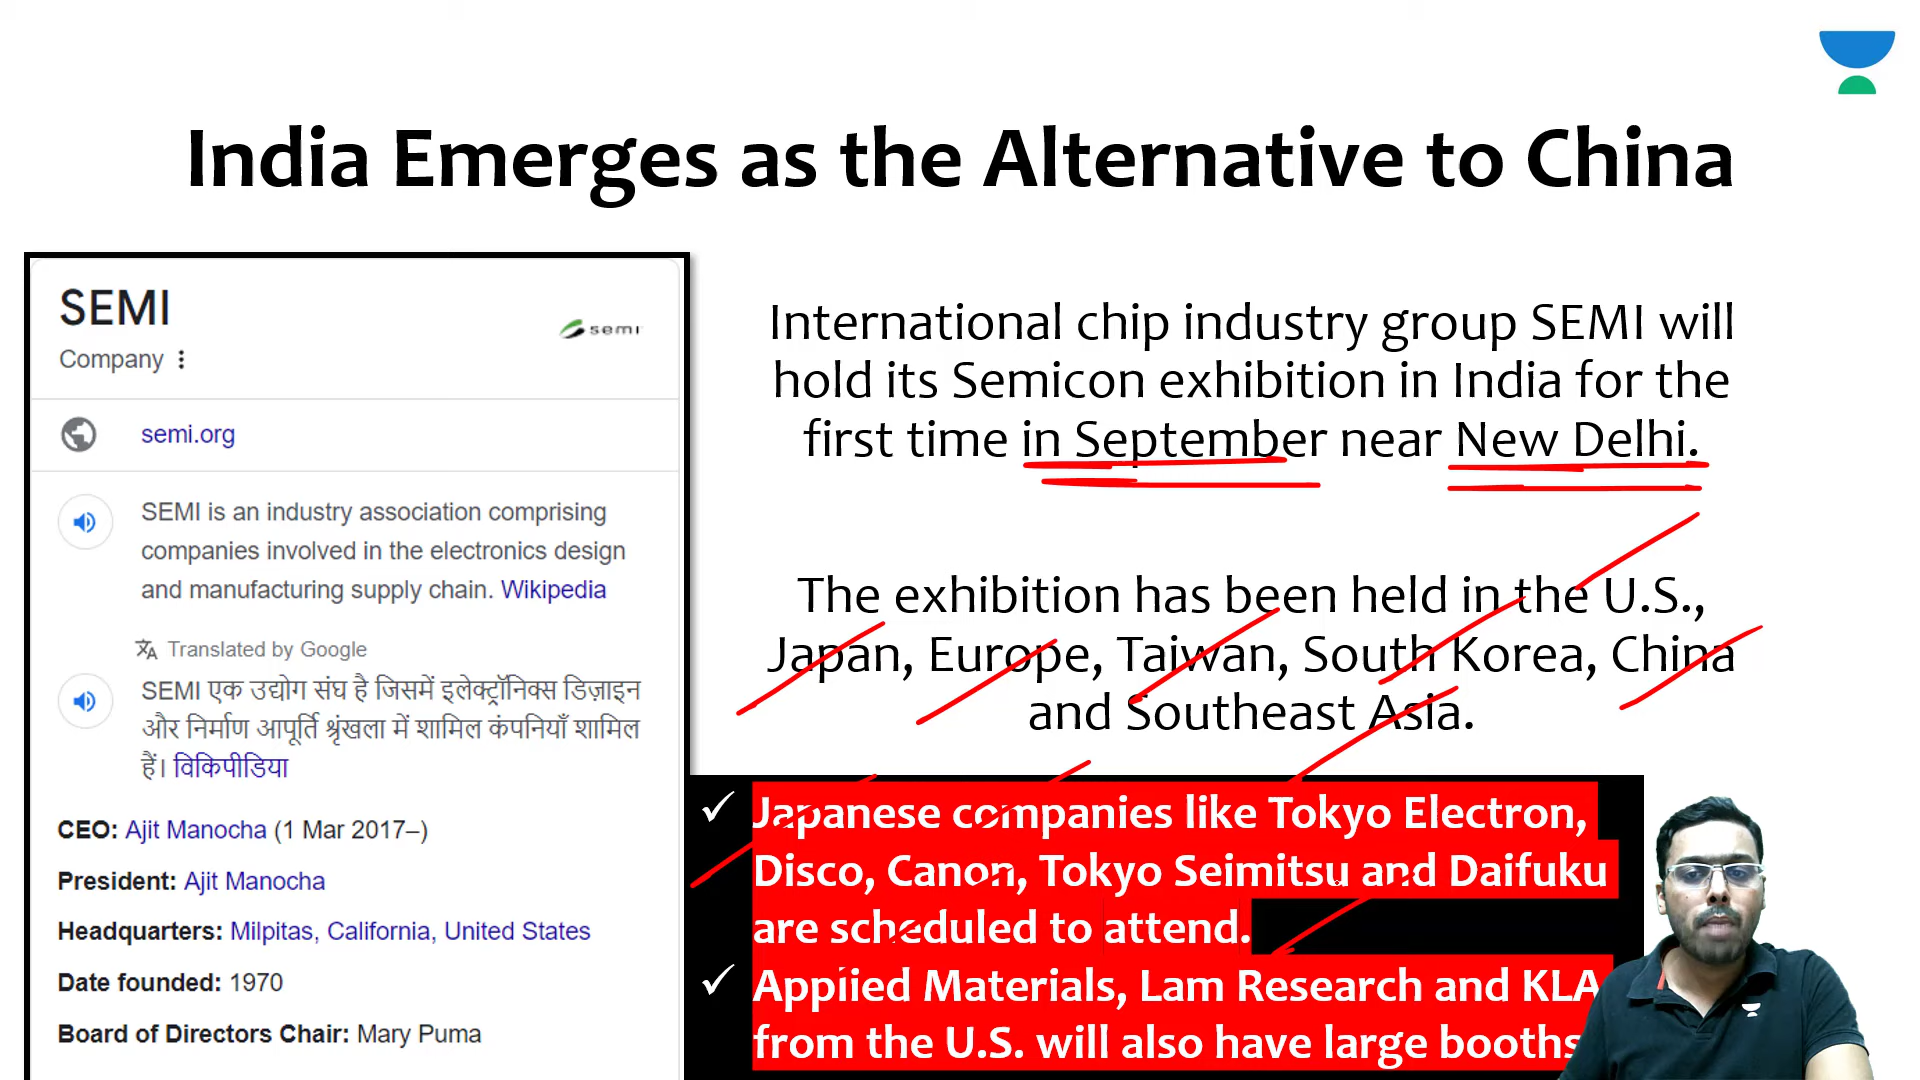 India Emerges as the Alternative to China
SEMI
semi
Company
semi.org
SEMI is an industry association comprising
companies involved in the electronics design
and manufacturing supply chain. Wikipedia
Translated by Google
SEMI एक उद्योग संघ है जिसमें इलेक्ट्रॉनिक्स डिज़ाइन
और निर्माण आपूर्ति श्रृंखला में शामिल कंपनियाँ शामिल
हैं। विकिपीडिया
CEO: Ajit Manocha (1 Mar 2017–)
President: Ajit Manocha
Headquarters: Milpitas, California, United States
Date founded: 1970
Board of Directors Chair: Mary Puma
International chip industry group SEMI will
hold its Semicon exhibition in India for the
first time in September near New Delhi.
The exhibition has been held in the U.S.,
Japan, Europe, Taiwan, South Korea, China
and Southeast Asia.
✓ Japanese companies like Tokyo Electron,
Disco, Canon, Tokyo Seimitsu and Daifuku
are scheduled to attend.
✓ Applied Materials, Lam Research and KLA
from the U.S. will also have large booths